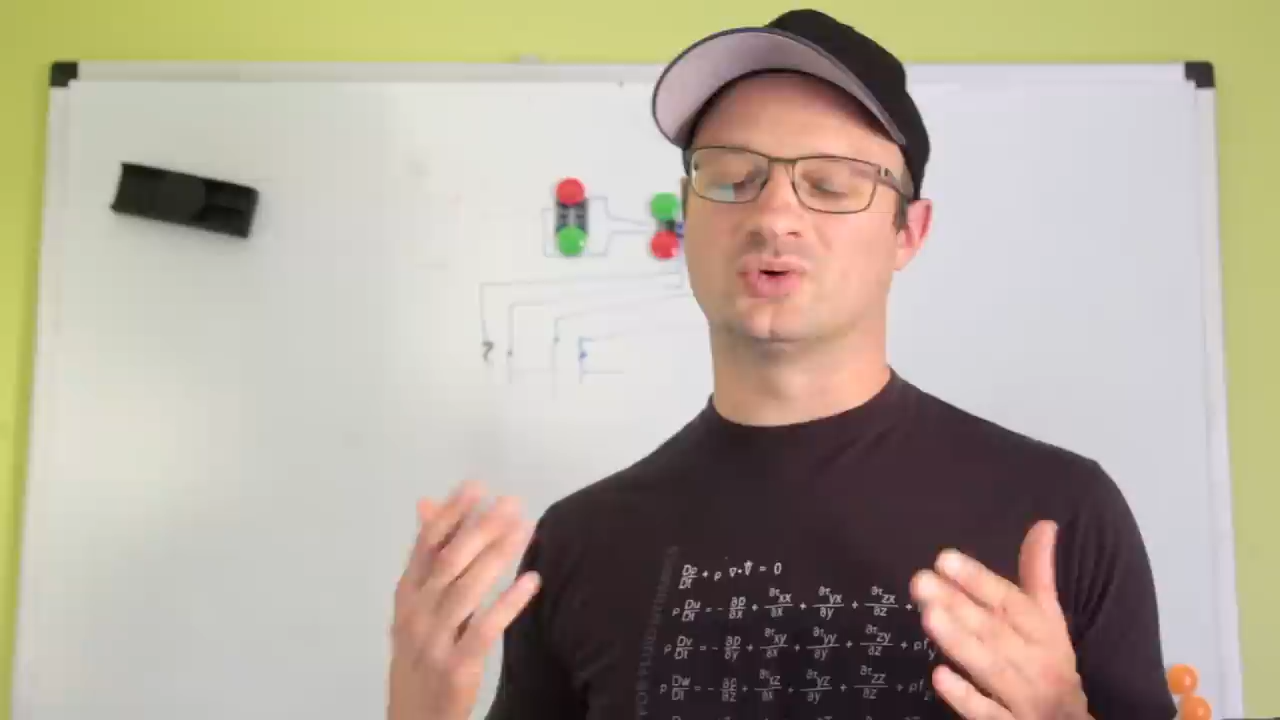 ?
Dρ/Dt + ρ ∇·V⃗ = 0
ρ Du/Dt = - ∂p/∂x + ∂τxx/∂x + ∂τyx/∂y + ∂τzx/∂z +
ρ Dv/Dt = - ∂p/∂y + ∂τxy/∂x + ∂τyy/∂y + ∂τzy/∂z + ρfy
ρ Dw/Dt = - ∂p/∂z + ∂τxz/∂x + ∂τyz/∂y + ∂τzz/∂z + ρf